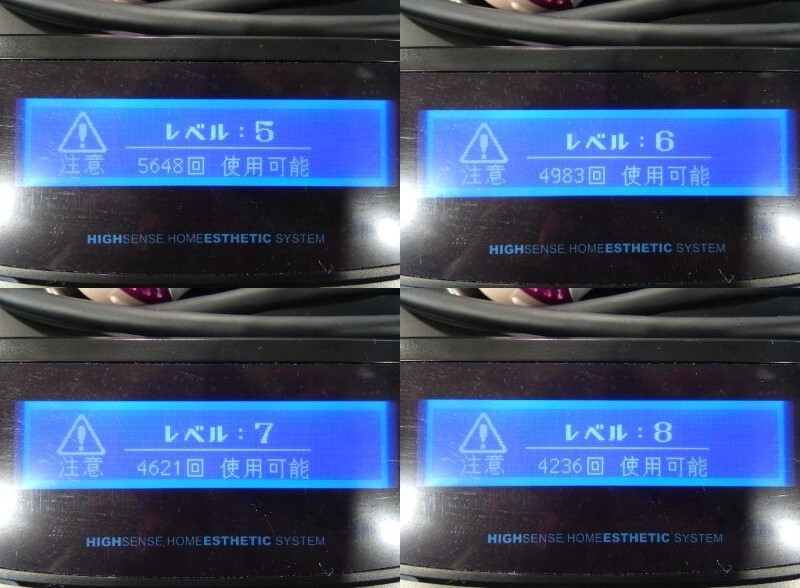 レベル：5
注意 5648回 使用可能
HIGHSENSE, HOMEESTHETIC SYSTEM
レベル：6
注意 4983回 使用可能
HIGHSENSE, HOMEESTHETIC SYSTEM
レベル：7
注意 4621回 使用可能
HIGHSENSE, HOMEESTHETIC SYSTEM
レベル：8
注意 4236回 使用可能
HIGHSENSE, HOMEESTHETIC SYSTEM